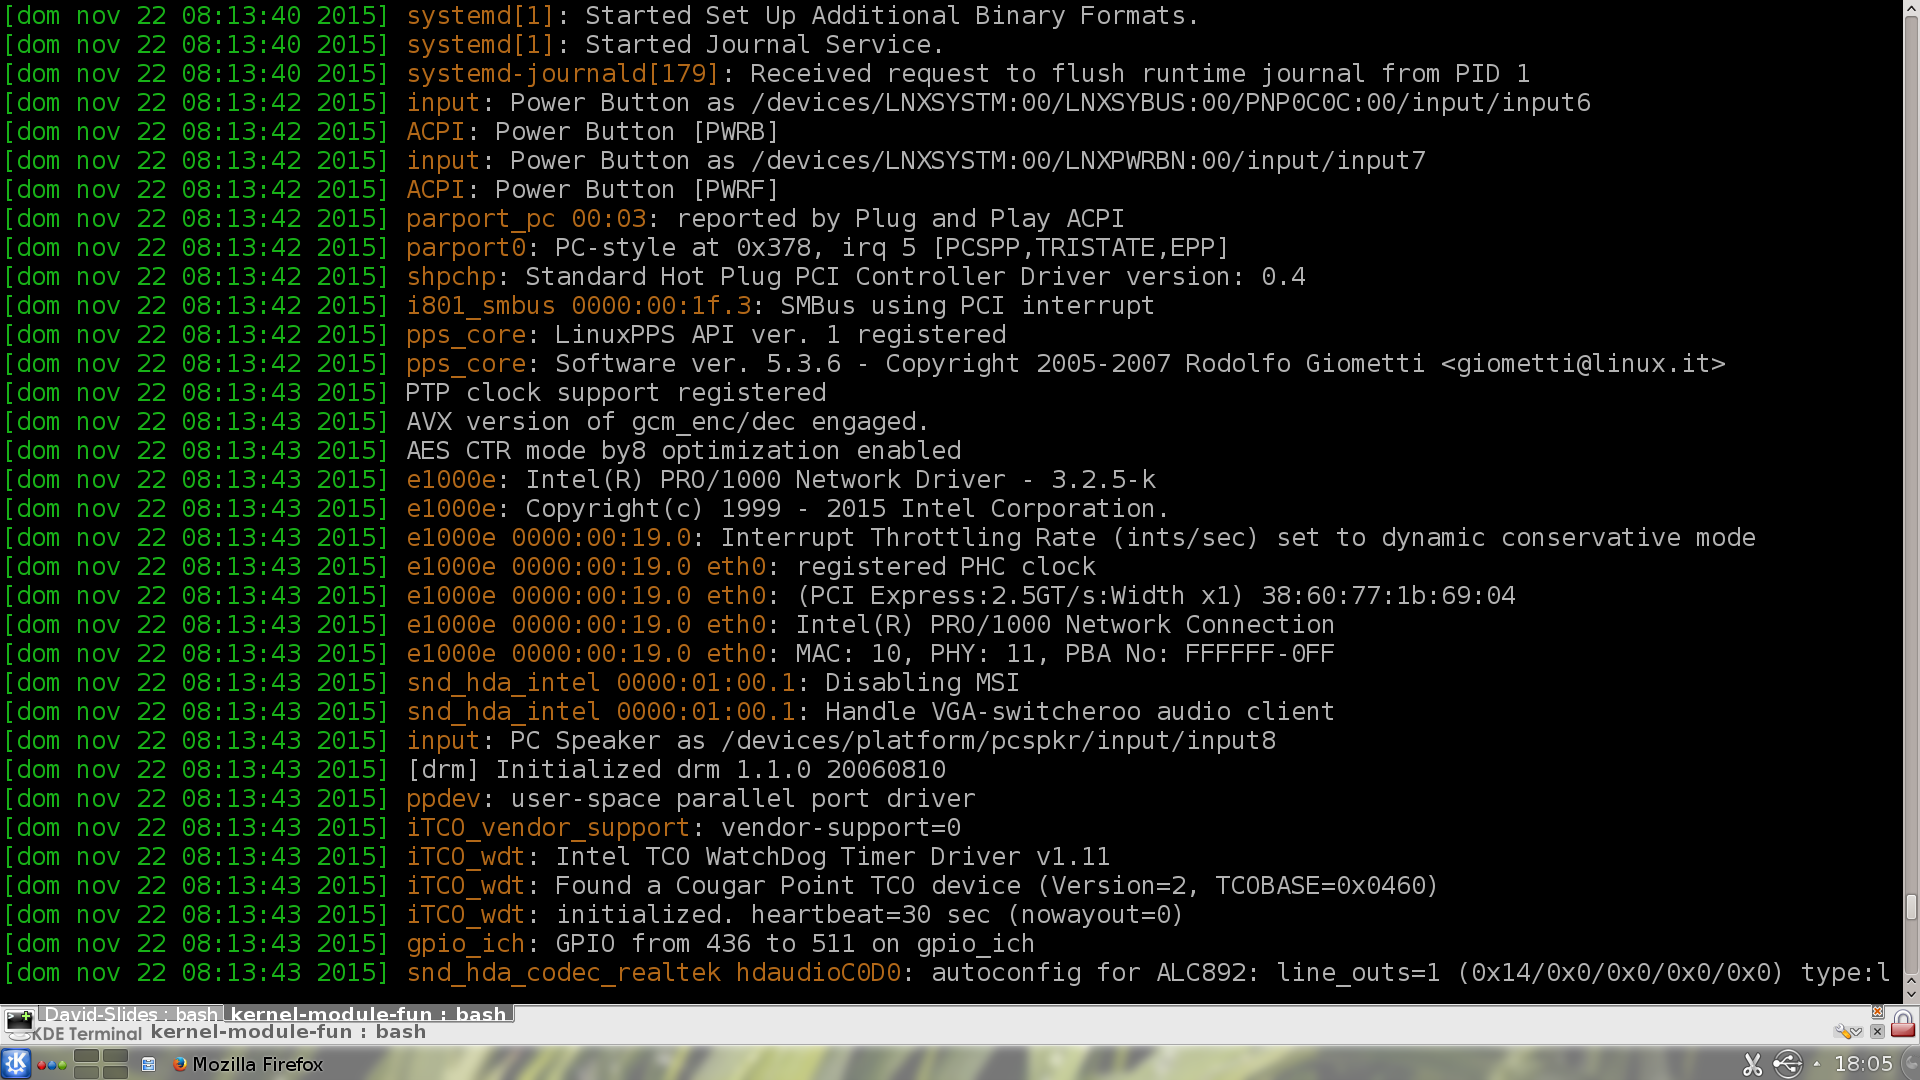 [dom nov 22 08:13:40 2015] systemd[1]: Started Set Up Additional Binary Formats.
[dom nov 22 08:13:40 2015] systemd[1]: Started Journal Service.
[dom nov 22 08:13:40 2015] systemd-journald[179]: Received request to flush runtime journal from PID 1
[dom nov 22 08:13:42 2015] input: Power Button as /devices/LNXSYSTM:00/LNXSYBUS:00/PNP0C0C:00/input/input6
[dom nov 22 08:13:42 2015] ACPI: Power Button [PWRB]
[dom nov 22 08:13:42 2015] input: Power Button as /devices/LNXSYSTM:00/LNXPWRBN:00/input/input7
[dom nov 22 08:13:42 2015] ACPI: Power Button [PWRF]
[dom nov 22 08:13:42 2015] parport_pc 00:03: reported by Plug and Play ACPI
[dom nov 22 08:13:42 2015] parport0: PC-style at 0x378, irq 5 [PCSPP,TRISTATE,EPP]
[dom nov 22 08:13:42 2015] shpchp: Standard Hot Plug PCI Controller Driver version: 0.4
[dom nov 22 08:13:42 2015] i801_smbus 0000:00:1f.3: SMBus using PCI interrupt
[dom nov 22 08:13:42 2015] pps_core: LinuxPPS API ver. 1 registered
[dom nov 22 08:13:42 2015] pps_core: Software ver. 5.3.6 - Copyright 2005-2007 Rodolfo Giometti <giometti@linux.it>
[dom nov 22 08:13:43 2015] PTP clock support registered
[dom nov 22 08:13:43 2015] AVX version of gcm_enc/dec engaged.
[dom nov 22 08:13:43 2015] AES CTR mode by8 optimization enabled
[dom nov 22 08:13:43 2015] e1000e: Intel(R) PRO/1000 Network Driver - 3.2.5-k
[dom nov 22 08:13:43 2015] e1000e: Copyright(c) 1999 - 2015 Intel Corporation.
[dom nov 22 08:13:43 2015] e1000e 0000:00:19.0: Interrupt Throttling Rate (ints/sec) set to dynamic conservative mode
[dom nov 22 08:13:43 2015] e1000e 0000:00:19.0 eth0: registered PHC clock
[dom nov 22 08:13:43 2015] e1000e 0000:00:19.0 eth0: (PCI Express:2.5GT/s:Width x1) 38:60:77:1b:69:04
[dom nov 22 08:13:43 2015] e1000e 0000:00:19.0 eth0: Intel(R) PRO/1000 Network Connection
[dom nov 22 08:13:43 2015] e1000e 0000:00:19.0 eth0: MAC: 10, PHY: 11, PBA No: FFFFFF-0FF
[dom nov 22 08:13:43 2015] snd_hda_intel 0000:01:00.1: Disabling MSI
[dom nov 22 08:13:43 2015] snd_hda_intel 0000:01:00.1: Handle VGA-switcheroo audio client
[dom nov 22 08:13:43 2015] input: PC Speaker as /devices/platform/pcspkr/input/input8
[dom nov 22 08:13:43 2015] [drm] Initialized drm 1.1.0 20060810
[dom nov 22 08:13:43 2015] ppdev: user-space parallel port driver
[dom nov 22 08:13:43 2015] iTCO_vendor_support: vendor-support=0
[dom nov 22 08:13:43 2015] iTCO_wdt: Intel TCO WatchDog Timer Driver v1.11
[dom nov 22 08:13:43 2015] iTCO_wdt: Found a Cougar Point TCO device (Version=2, TCOBASE=0x0460)
[dom nov 22 08:13:43 2015] iTCO_wdt: initialized. heartbeat=30 sec (nowayout=0)
[dom nov 22 08:13:43 2015] gpio_ich: GPIO from 436 to 511 on gpio_ich
[dom nov 22 08:13:43 2015] snd_hda_codec_realtek hdaudioC0D0: autoconfig for ALC892: line_outs=1 (0x14/0x0/0x0/0x0/0x0) type:l
David-Slides : bash kernel-module-fun : bash
KDE Terminal kernel-module-fun : bash
Mozilla Firefox 18:05